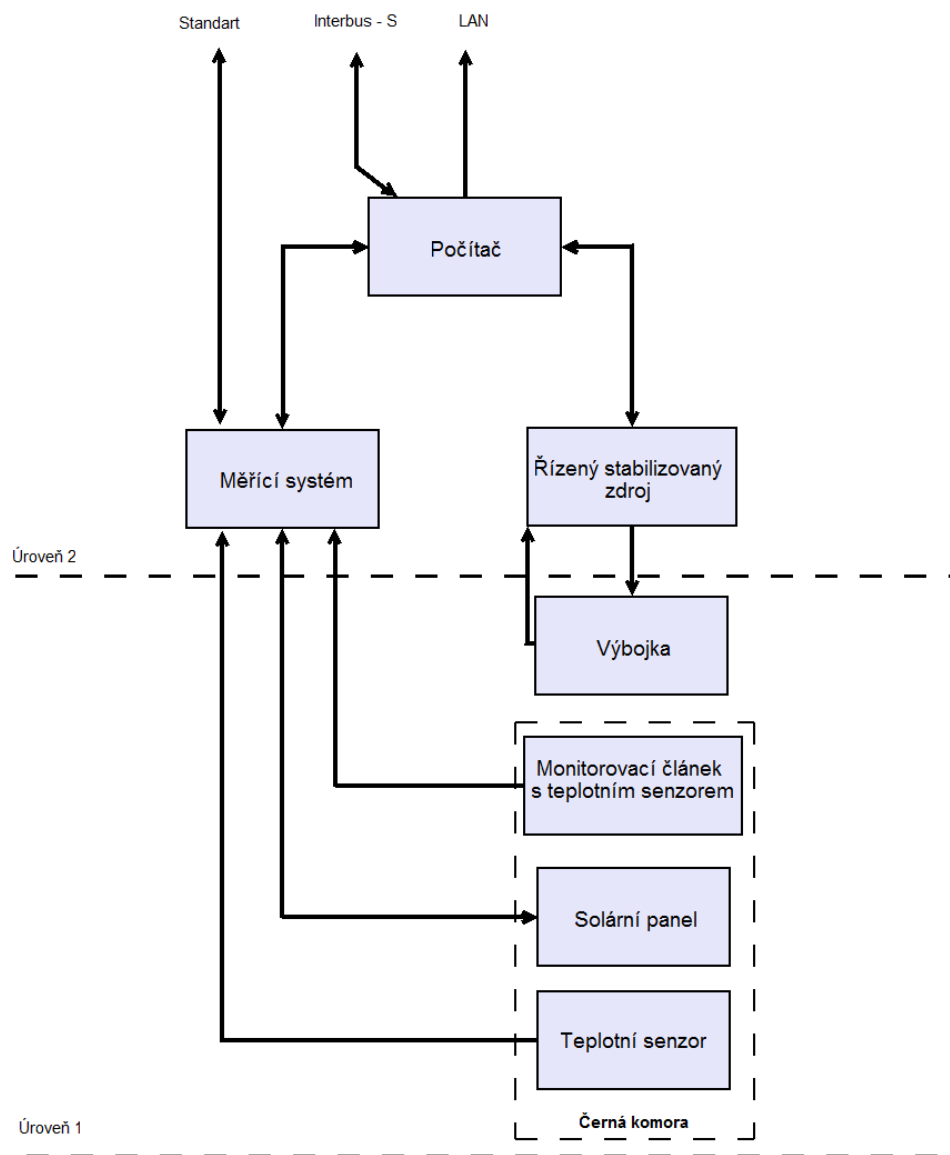 Standart
Interbus - S
LAN
Počítač
Měřící systém
Řízený stabilizovaný
zdroj
Úroveň 2
Výbojka
Monitorovací článek
s teplotním senzorem
Solární panel
Teplotní senzor
Černá komora
Úroveň 1